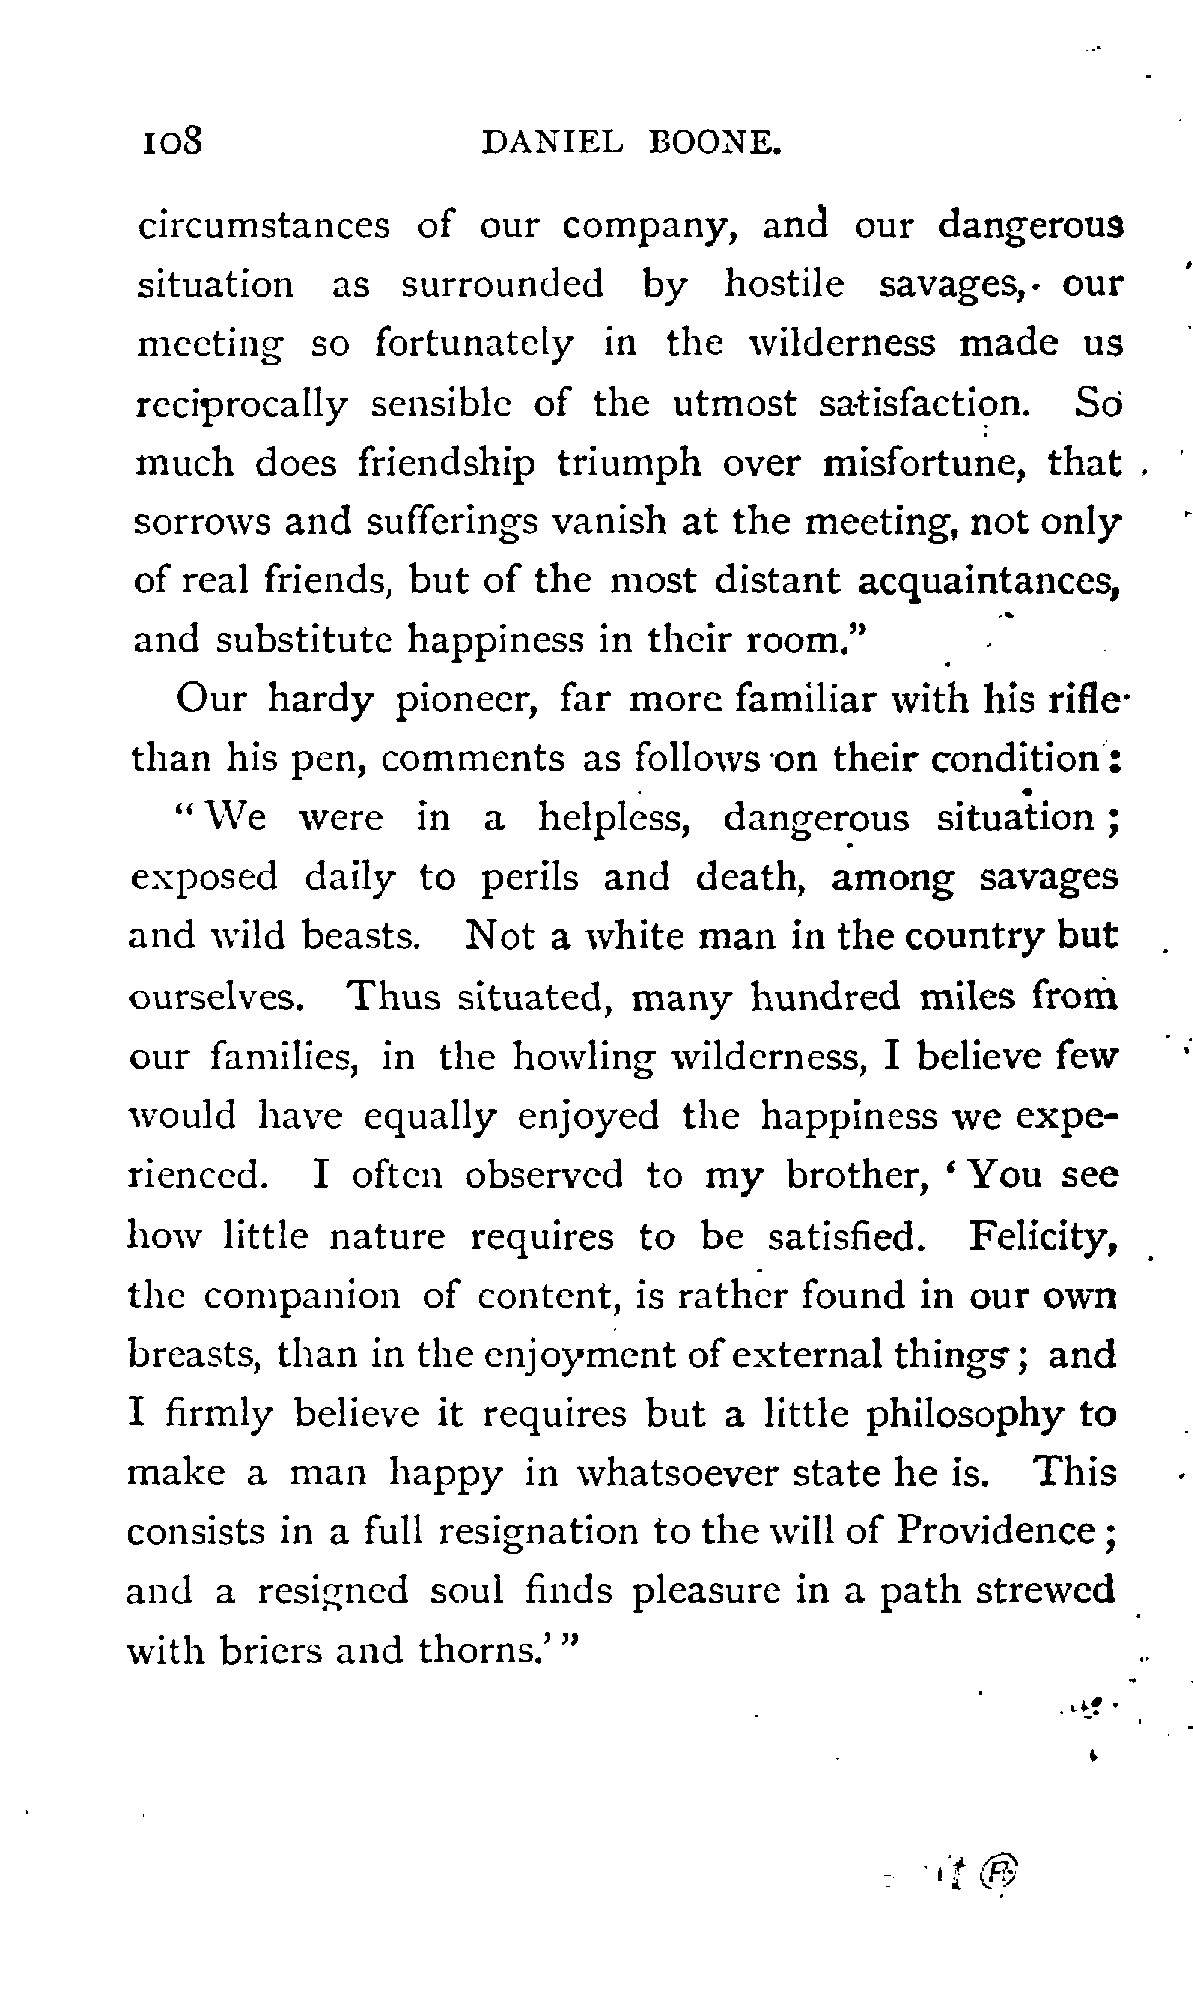 108 DANIEL BOONE.
circumstances of our company, and our dangerous
situation as surrounded by hostile savages, our
meeting so fortunately in the wilderness made us
reciprocally sensible of the utmost satisfaction. So
much does friendship triumph over misfortune, that
sorrows and sufferings vanish at the meeting, not only
of real friends, but of the most distant acquaintances,
and substitute happiness in their room."
Our hardy pioneer, far more familiar with his rifle
than his pen, comments as follows on their condition:
"We were in a helpless, dangerous situation;
exposed daily to perils and death, among savages
and wild beasts. Not a white man in the country but
ourselves. Thus situated, many hundred miles from
our families, in the howling wilderness, I believe few
would have equally enjoyed the happiness we expe-
rienced. I often observed to my brother, 'You see
how little nature requires to be satisfied. Felicity,
the companion of content, is rather found in our own
breasts, than in the enjoyment of external things; and
I firmly believe it requires but a little philosophy to
make a man happy in whatsoever state he is. This
consists in a full resignation to the will of Providence;
and a resigned soul finds pleasure in a path strewed
with briers and thorns.'"